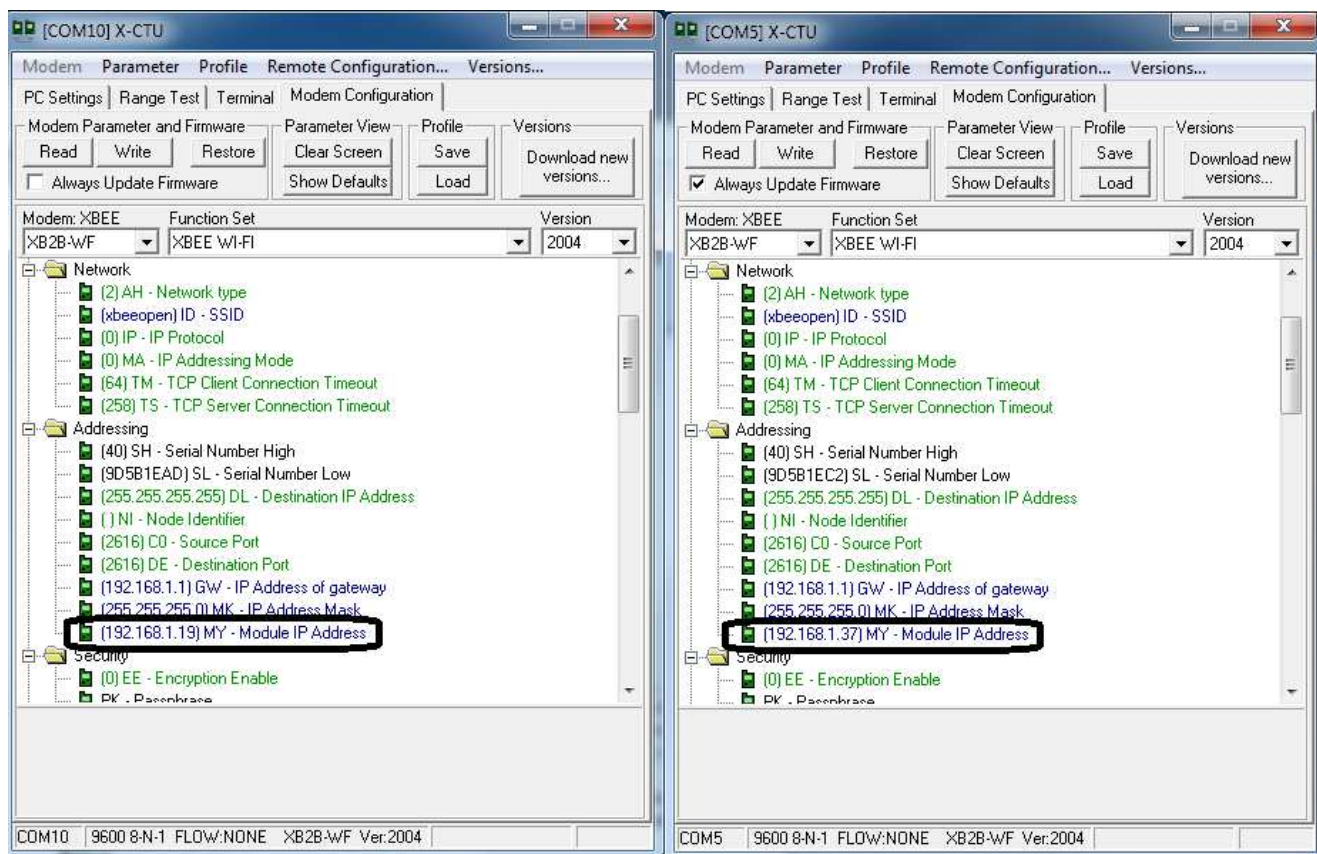 [COM10] X-CTU
Modem Parameter Profile Remote Configuration... Versions...
PC Settings Range Test Terminal Modem Configuration
Modem Parameter and Firmware Parameter View Profile Versions
Read Write Restore Clear Screen Save Download new versions...
Always Update Firmware Show Defaults Load
Modem: XBEE Function Set Version
XB2B-WF XBEE WI-FI 2004
Network
(2) AH - Network type
(xbeeopen) ID - SSID
(0) IP - IP Protocol
(0) MA - IP Addressing Mode
(64) TM - TCP Client Connection Timeout
(258) TS - TCP Server Connection Timeout
Addressing
(40) SH - Serial Number High
(9D5B1EAD) SL - Serial Number Low
(255.255.255.255) DL - Destination IP Address
( ) NI - Node Identifier
(2616) C0 - Source Port
(2616) DE - Destination Port
(192.168.1.1) GW - IP Address of gateway
(255.255.255.0) MK - IP Address Mask
(192.168.1.19) MY - Module IP Address
Security
(0) EE - Encryption Enable
PK - Passphrase
COM10 9600 8-N-1 FLOW:NONE XB2B-WF Ver:2004
[COM5] X-CTU
Modem Parameter Profile Remote Configuration... Versions...
PC Settings Range Test Terminal Modem Configuration
Modem Parameter and Firmware Parameter View Profile Versions
Read Write Restore Clear Screen Save Download new versions...
Always Update Firmware Show Defaults Load
Modem: XBEE Function Set Version
XB2B-WF XBEE WI-FI 2004
Network
(2) AH - Network type
(xbeeopen) ID - SSID
(0) IP - IP Protocol
(0) MA - IP Addressing Mode
(64) TM - TCP Client Connection Timeout
(258) TS - TCP Server Connection Timeout
Addressing
(40) SH - Serial Number High
(9D5B1EC2) SL - Serial Number Low
(255.255.255.255) DL - Destination IP Address
( ) NI - Node Identifier
(2616) C0 - Source Port
(2616) DE - Destination Port
(192.168.1.1) GW - IP Address of gateway
(255.255.255.0) MK - IP Address Mask
(192.168.1.37) MY - Module IP Address
Security
(0) EE - Encryption Enable
PK - Passphrase
COM5 9600 8-N-1 FLOW:NONE XB2B-WF Ver:2004